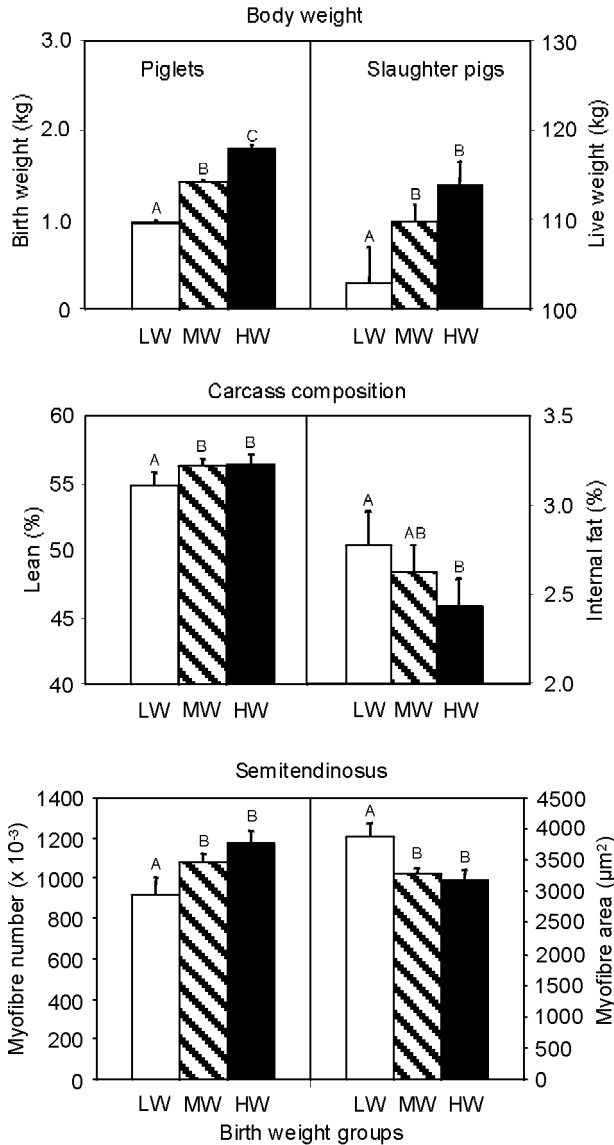 Body weight
Piglets
Slaughter pigs
Birth weight (kg)
3.0
2.0
1.0
0
A
B
C
A
B
B
130
120
110
100
Live weight (kg)
LW MW HW
LW MW HW
Carcass composition
Lean (%)
60
55
50
45
40
A
B
B
A
AB
B
3.5
3.0
2.5
2.0
Internal fat (%)
LW MW HW
LW MW HW
Semitendinosus
Myofibre number (x 10⁻³)
1400
1200
1000
800
600
400
200
0
A
B
B
A
B
B
4500
4000
3500
3000
2500
2000
1500
1000
500
0
Myofibre area (µm²)
LW MW HW
LW MW HW
Birth weight groups